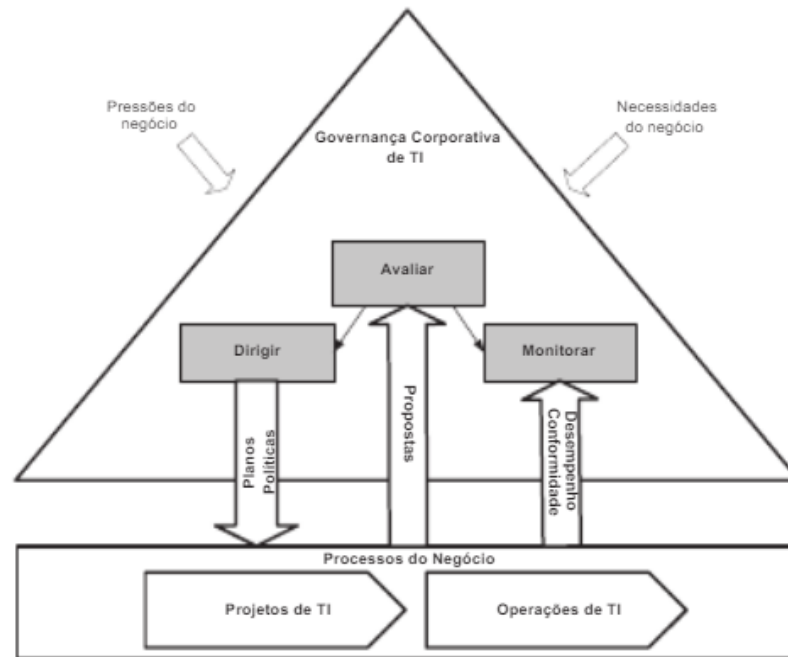 Pressões do
negócio
Necessidades
do negócio
Governança Corporativa
de TI
Avaliar
Dirigir
Monitorar
Planos
Políticas
Propostas
Desempenho
Conformidade
Processos do Negócio
Projetos de TI
Operações de TI